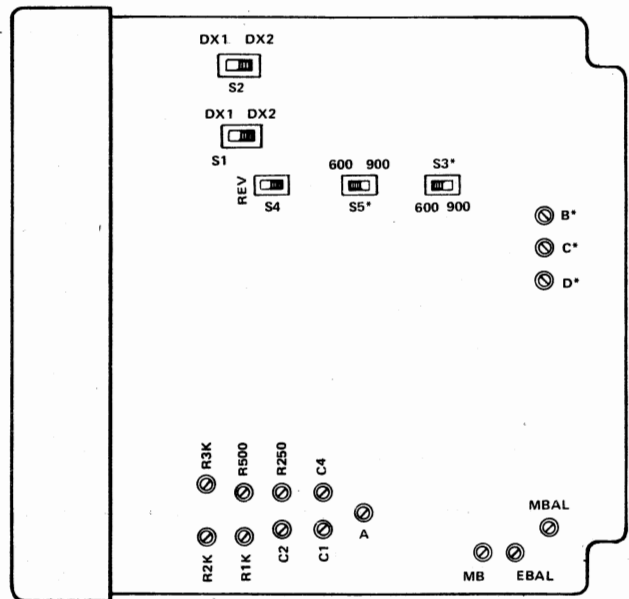 DX1 DX2
S2
DX1 DX2
S1
REV
S4
600 900
S5*
S3*
600 900
B*
C*
D*
R3K
R500
R250
C4
R2K
R1K
C2
C1
A
MBAL
MB
EBAL